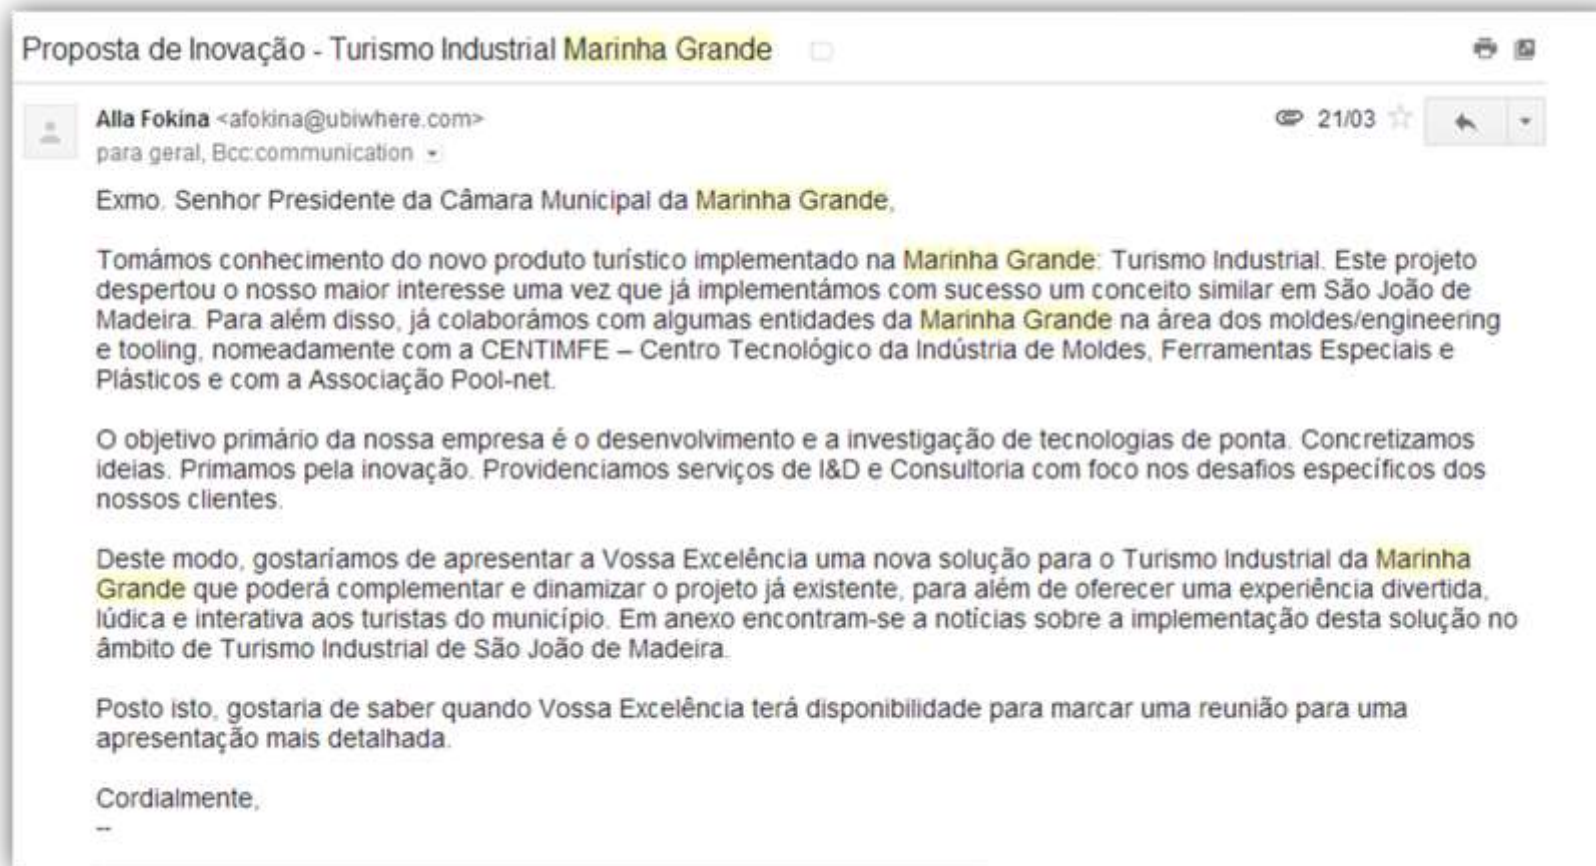 Proposta de Inovação - Turismo Industrial Marinha Grande
Alla Fokina <afokina@ubiwhere.com>
21/03
para geral, Bcc:communication
Exmo. Senhor Presidente da Câmara Municipal da Marinha Grande,
Tomámos conhecimento do novo produto turístico implementado na Marinha Grande: Turismo Industrial. Este projeto
despertou o nosso maior interesse uma vez que já implementámos com sucesso um conceito similar em São João de
Madeira. Para além disso, já colaborámos com algumas entidades da Marinha Grande na área dos moldes/engineering
e tooling, nomeadamente com a CENTIMFE – Centro Tecnológico da Indústria de Moldes, Ferramentas Especiais e
Plásticos e com a Associação Pool-net.
O objetivo primário da nossa empresa é o desenvolvimento e a investigação de tecnologias de ponta. Concretizamos
ideias. Primamos pela inovação. Providenciamos serviços de I&D e Consultoria com foco nos desafios específicos dos
nossos clientes.
Deste modo, gostaríamos de apresentar a Vossa Excelência uma nova solução para o Turismo Industrial da Marinha
Grande que poderá complementar e dinamizar o projeto já existente, para além de oferecer uma experiência divertida,
lúdica e interativa aos turistas do município. Em anexo encontram-se a notícias sobre a implementação desta solução no
âmbito de Turismo Industrial de São João de Madeira.
Posto isto, gostaria de saber quando Vossa Excelência terá disponibilidade para marcar uma reunião para uma
apresentação mais detalhada.
Cordialmente,
--